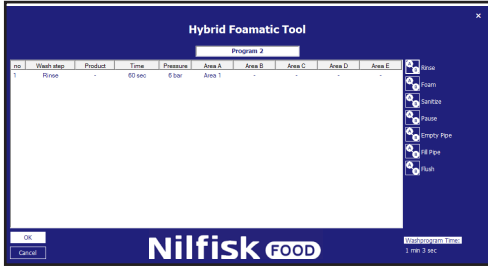 ×
Hybrid Foamatic Tool
Program 2
no Wash step Product Time Pressure Area A Area B Area C Area D Area E
1 Rinse - 60 sec 6 bar Area 1 - - - -
Rinse
Foam
Sanitize
Pause
Empty Pipe
Fill Pipe
Flush
OK
Cancel
Nilfisk FOOD
Washprogram Time:
1 min 3 sec